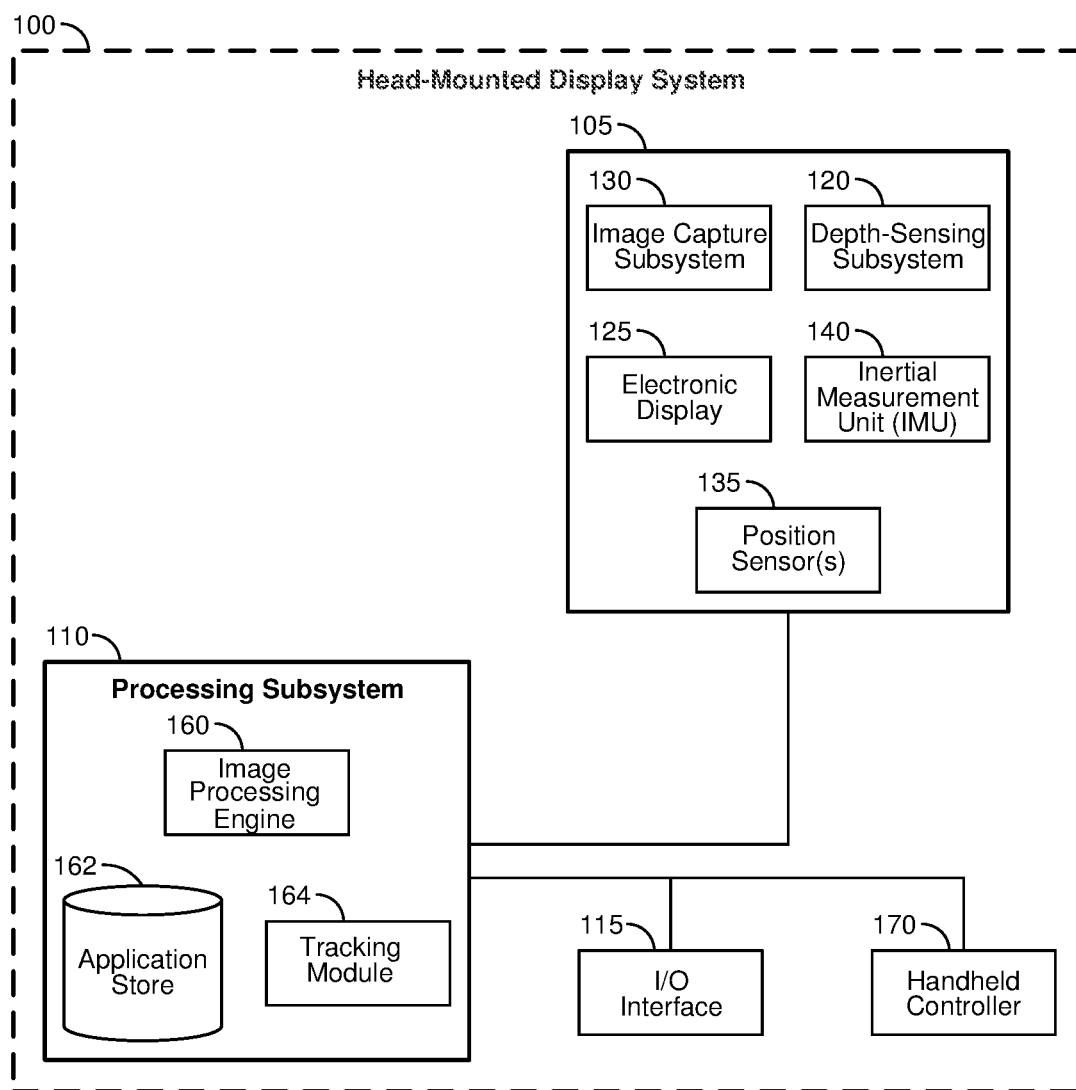 100
Head-Mounted Display System
105
130
120
Image Capture
Subsystem
Depth-Sensing
Subsystem
125
140
Electronic
Display
Inertial
Measurement
Unit (IMU)
135
Position
Sensor(s)
110
Processing Subsystem
160
Image
Processing
Engine
162
164
Application
Store
Tracking
Module
115
170
I/O
Interface
Handheld
Controller